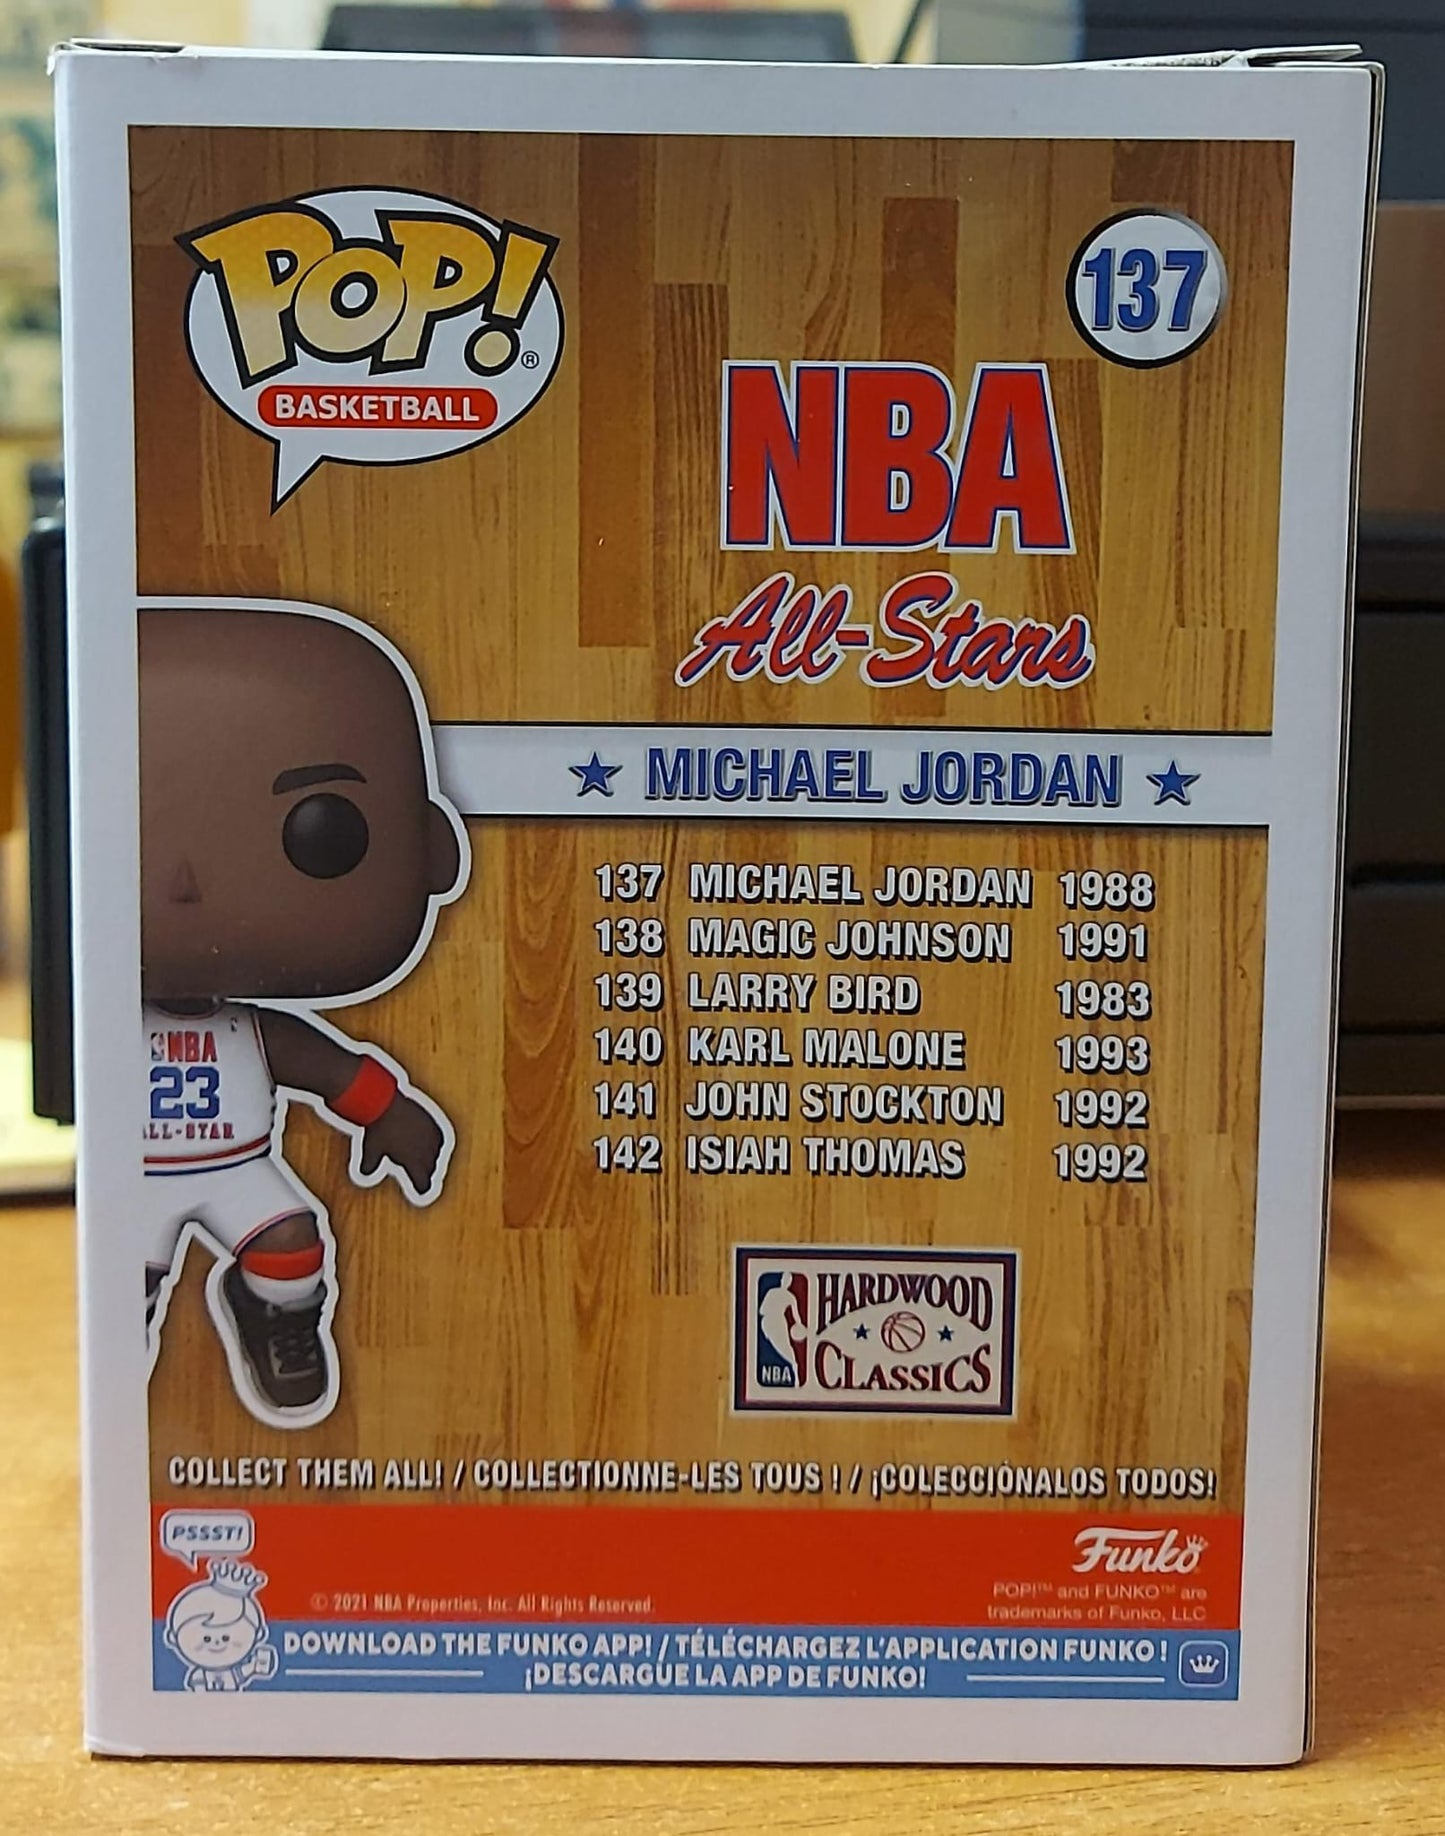 POP!®
BASKETBALL
137
NBA
All-Stars
★ MICHAEL JORDAN ★
137 MICHAEL JORDAN 1988
138 MAGIC JOHNSON 1991
139 LARRY BIRD 1983
140 KARL MALONE 1993
141 JOHN STOCKTON 1992
142 ISIAH THOMAS 1992
NBA
23
LL-STAR
HARDWOOD
CLASSICS
NBA
COLLECT THEM ALL! / COLLECTIONNE-LES TOUS ! / ¡COLECCIÓNALOS TODOS!
PSSST!
Funko
© 2021 NBA Properties, Inc. All Rights Reserved.
POP!™ and FUNKO™ are
trademarks of Funko, LLC
DOWNLOAD THE FUNKO APP! / TÉLÉCHARGEZ L'APPLICATION FUNKO !
¡DESCARGUE LA APP DE FUNKO!